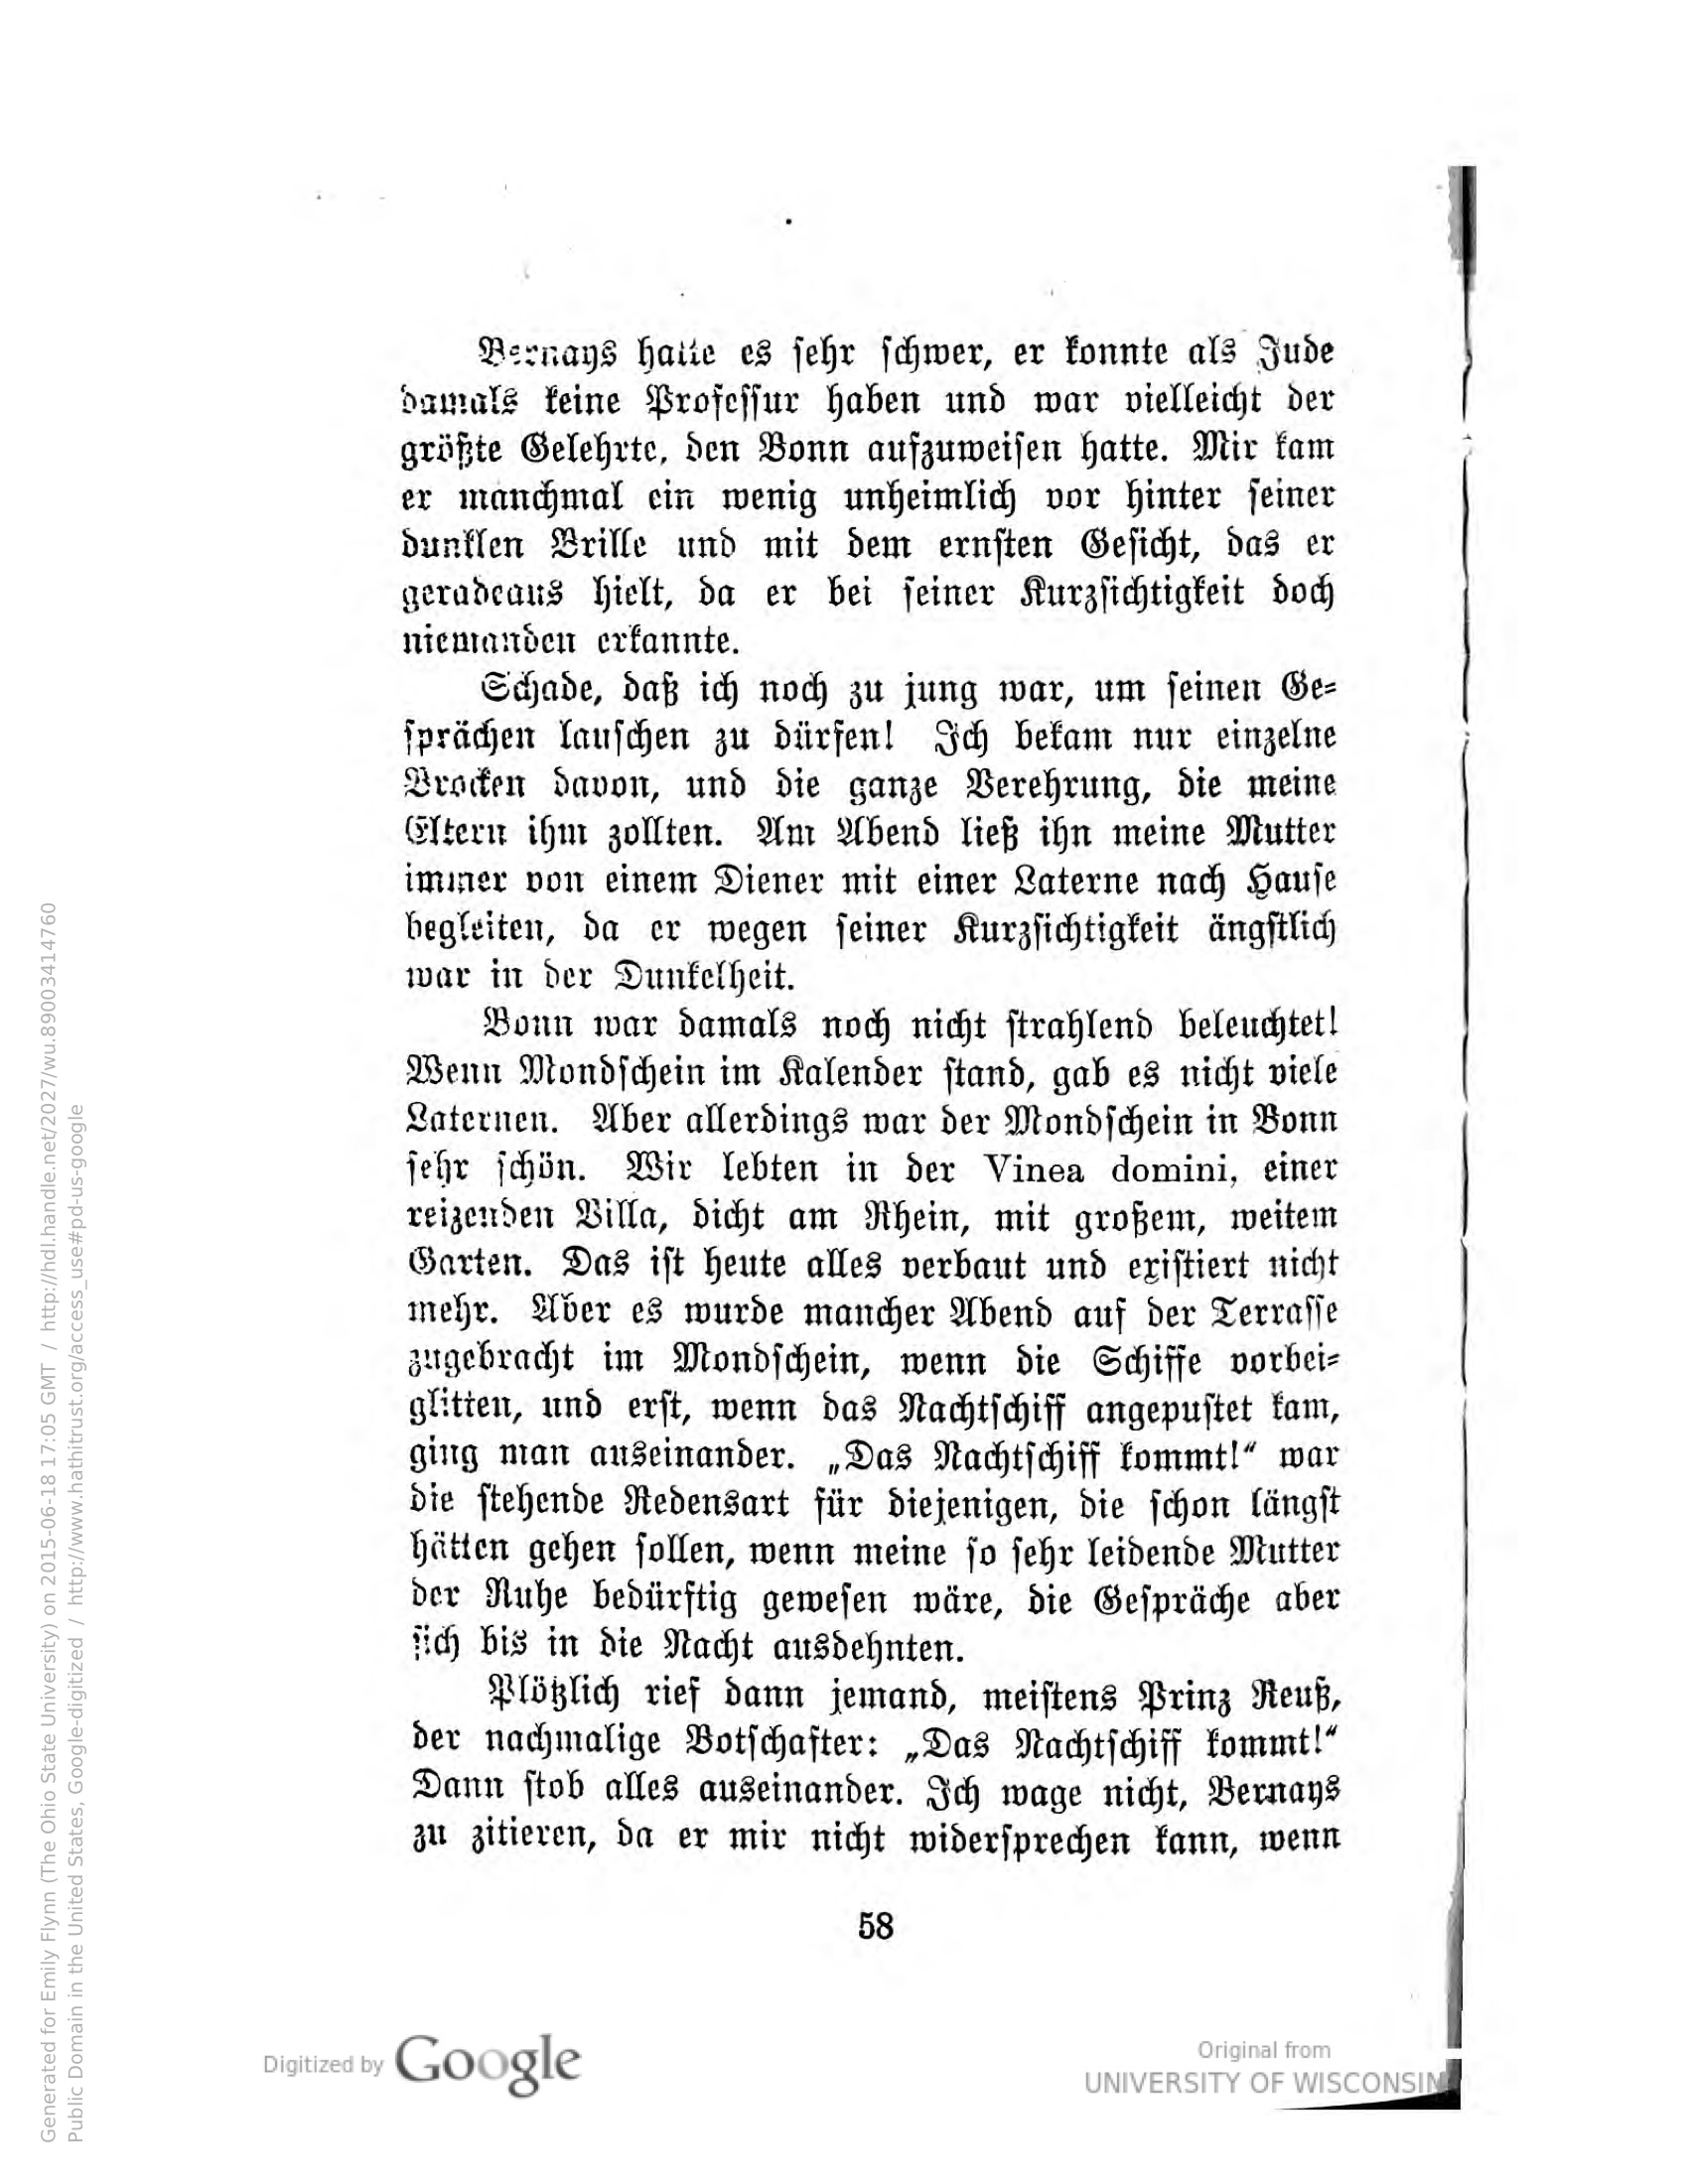 Bernays hatte es sehr schwer, er konnte als Jude
damals keine Professur haben und war vielleicht der
größte Gelehrte, den Bonn aufzuweisen hatte. Mir kam
er manchmal ein wenig unheimlich vor hinter seiner
dunklen Brille und mit dem ernsten Gesicht, das er
geradeaus hielt, da er bei seiner Kurzsichtigkeit doch
niemanden erkannte.
Schade, daß ich noch zu jung war, um seinen Ge-
sprächen lauschen zu dürfen! Ich bekam nur einzelne
Brocken davon, und die ganze Verehrung, die meine
Eltern ihm zollten. Am Abend ließ ihn meine Mutter
immer von einem Diener mit einer Laterne nach Hause
begleiten, da er wegen seiner Kurzsichtigkeit ängstlich
war in der Dunkelheit.
Bonn war damals noch nicht strahlend beleuchtet!
Wenn Mondschein im Kalender stand, gab es nicht viele
Laternen. Aber allerdings war der Mondschein in Bonn
sehr schön. Wir lebten in der Vinea domini, einer
reizenden Villa, dicht am Rhein, mit großem, weitem
Garten. Das ist heute alles verbaut und existiert nicht
mehr. Aber es wurde mancher Abend auf der Terrasse
zugebracht im Mondschein, wenn die Schiffe vorbei-
glitten, und erst, wenn das Nachtschiff angepustet kam,
ging man auseinander. „Das Nachtschiff kommt!“ war
die stehende Redensart für diejenigen, die schon längst
hätten gehen sollen, wenn meine so sehr leidende Mutter
der Ruhe bedürftig gewesen wäre, die Gespräche aber
sich bis in die Nacht ausdehnten.
Plötzlich rief dann jemand, meistens Prinz Reuß,
der nachmalige Botschafter: „Das Nachtschiff kommt!“
Dann stob alles auseinander. Ich wage nicht, Bernays
zu zitieren, da er mir nicht widersprechen kann, wenn
58
Digitized by Google
Original from
UNIVERSITY OF WISCONSIN
Generated for Emily Flynn (The Ohio State University) on 2015-06-18 17:05 GMT / http://hdl.handle.net/2027/wu.89003414760
Public Domain in the United States, Google-digitized / http://www.hathitrust.org/access_use#pd-us-google